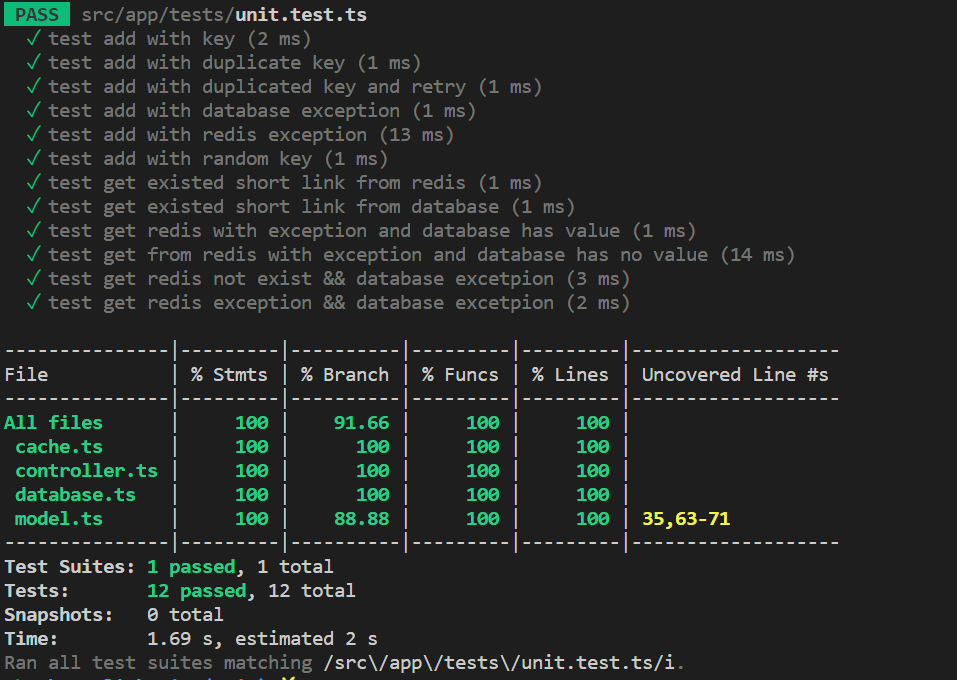 PASS src/app/tests/unit.test.ts
✓ test add with key (2 ms)
✓ test add with duplicate key (1 ms)
✓ test add with duplicated key and retry (1 ms)
✓ test add with database exception (1 ms)
✓ test add with redis exception (13 ms)
✓ test add with random key (1 ms)
✓ test get existed short link from redis (1 ms)
✓ test get existed short link from database (1 ms)
✓ test get redis with exception and database has value (1 ms)
✓ test get from redis with exception and database has no value (14 ms)
✓ test get redis not exist && database excetpion (3 ms)
✓ test get redis exception && database excetpion (2 ms)
---------------|---------|----------|---------|---------|-------------------
File | % Stmts | % Branch | % Funcs | % Lines | Uncovered Line #s
---------------|---------|----------|---------|---------|-------------------
All files | 100 | 91.66 | 100 | 100 |
cache.ts | 100 | 100 | 100 | 100 |
controller.ts | 100 | 100 | 100 | 100 |
database.ts | 100 | 100 | 100 | 100 |
model.ts | 100 | 88.88 | 100 | 100 | 35,63-71
---------------|---------|----------|---------|---------|-------------------
Test Suites: 1 passed, 1 total
Tests: 12 passed, 12 total
Snapshots: 0 total
Time: 1.69 s, estimated 2 s
Ran all test suites matching /src\/app\/tests\/unit.test.ts/i.